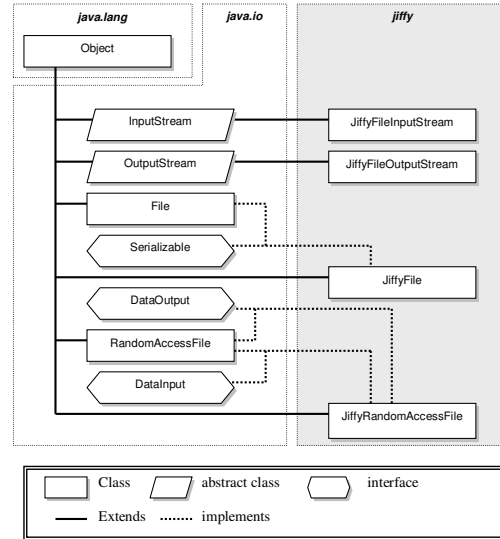 java.lang
java.io
jiffy
Object
InputStream
JiffyFileInputStream
OutputStream
JiffyFileOutputStream
File
Serializable
JiffyFile
DataOutput
RandomAccessFile
DataInput
JiffyRandomAccessFile
Class
abstract class
interface
Extends
implements